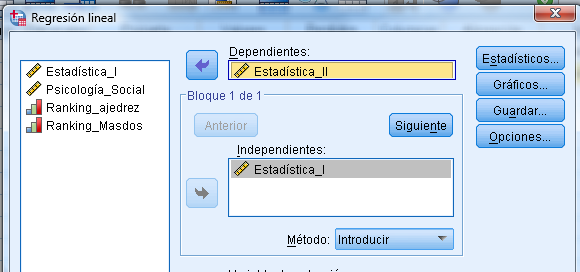 Regresión lineal
Estadística_I
Psicología_Social
Ranking_ajedrez
Ranking_Masdos
Dependientes:
Estadística_II
Bloque 1 de 1
Anterior
Siguiente
Independientes:
Estadística_I
Método:
Introducir
Estadísticos...
Gráficos...
Guardar...
Opciones...